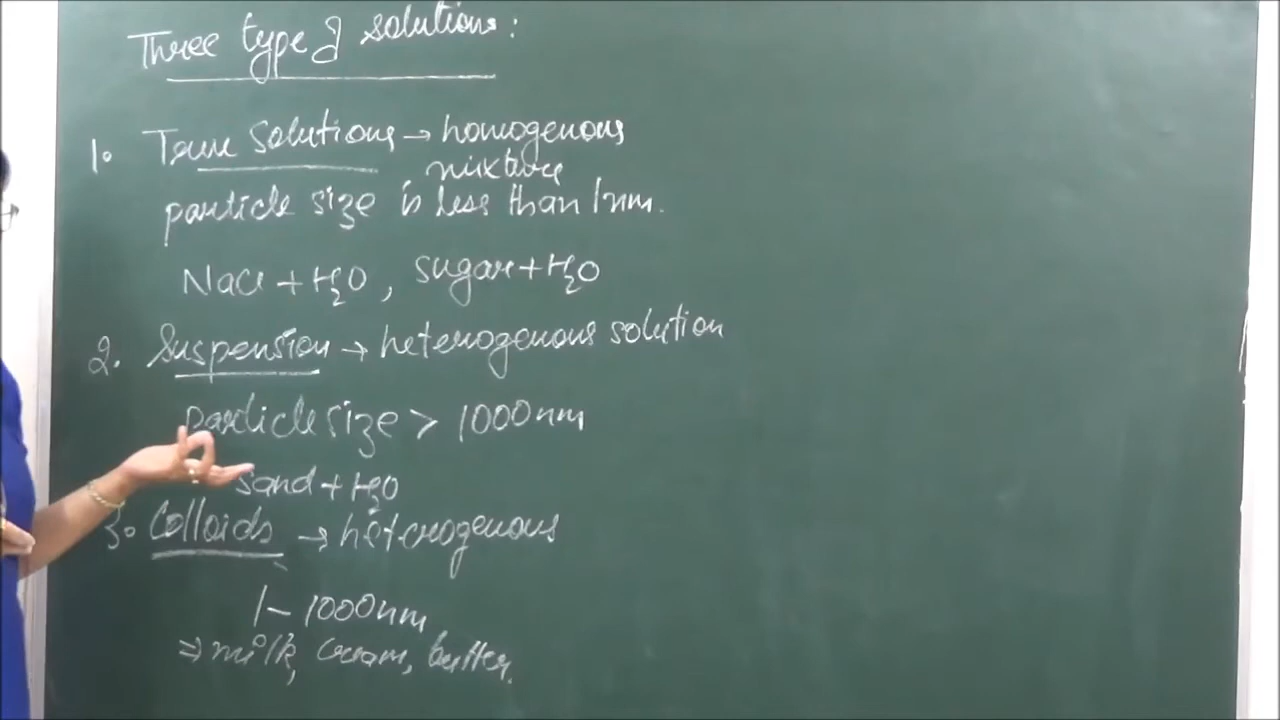 Three type of solutions:
1. True Solutions → homogenous
mixture
particle size is less than 1nm.
NaCl + H2O, sugar + H2O
2. Suspension → heterogenous solution
particle size > 1000nm
sand + H2O
3. Colloids → heterogenous
1 - 1000nm
⇒ milk, cream, butter.